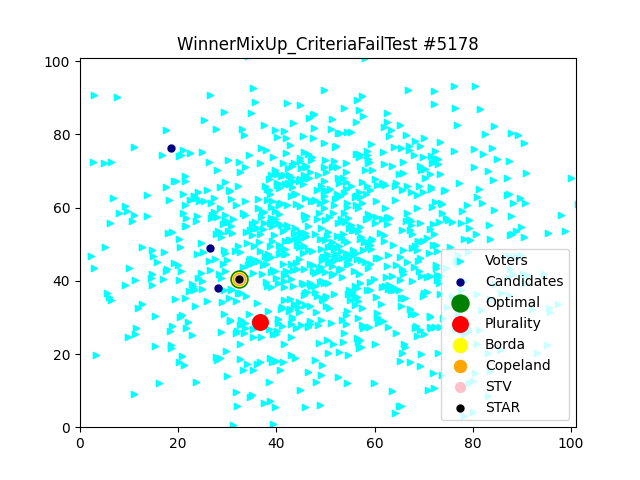 WinnerMixUp_CriteriaFailTest #5178
100
80
60
40
20
0
0
20
40
60
80
100
Voters
Candidates
Optimal
Plurality
Borda
Copeland
STV
STAR